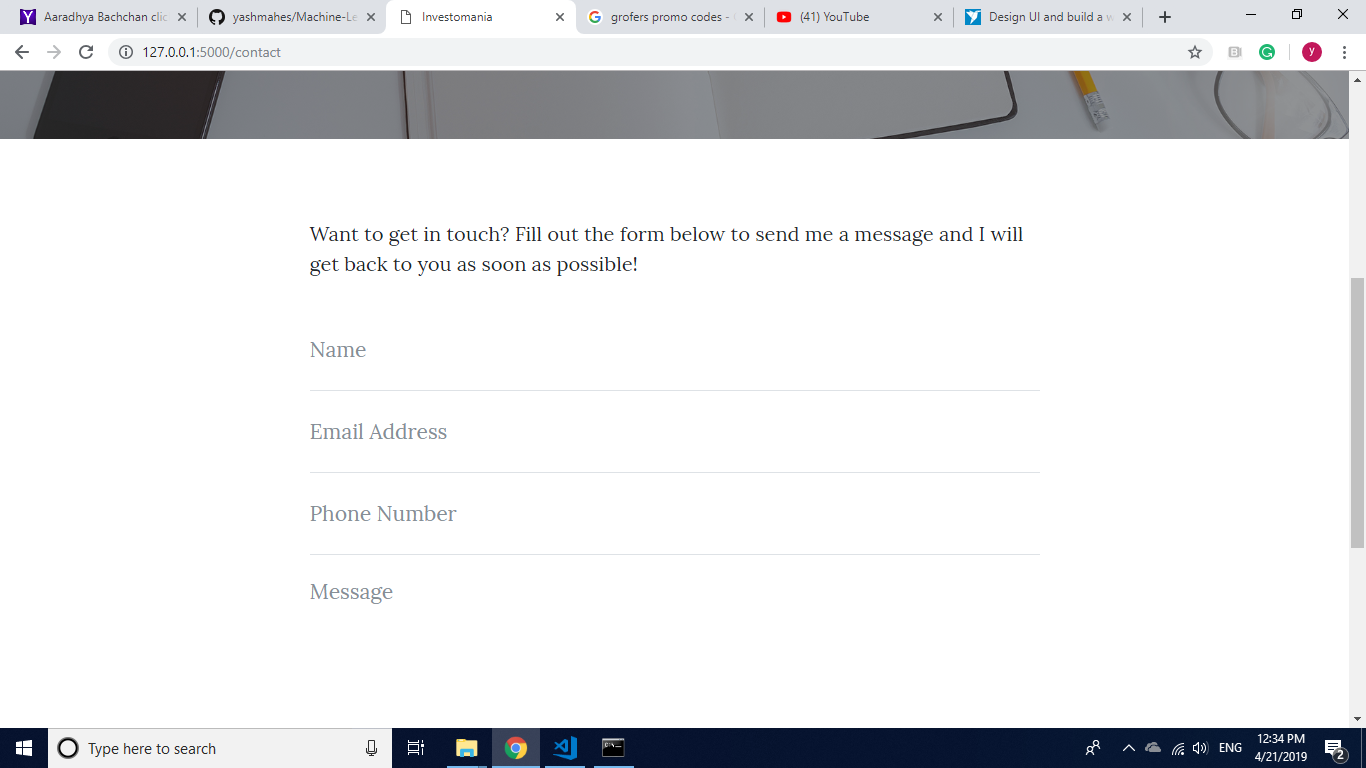 Aaradhya Bachchan clic
yashmahes/Machine-Le
Investomania
grofers promo codes -
(41) YouTube
Design UI and build a w
127.0.0.1:5000/contact
y
Want to get in touch? Fill out the form below to send me a message and I will
get back to you as soon as possible!
Name
Email Address
Phone Number
Message
Type here to search
ENG
12:34 PM
4/21/2019
2